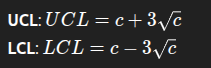 UCL: UCL = c + 3√c
LCL: LCL = c − 3√c